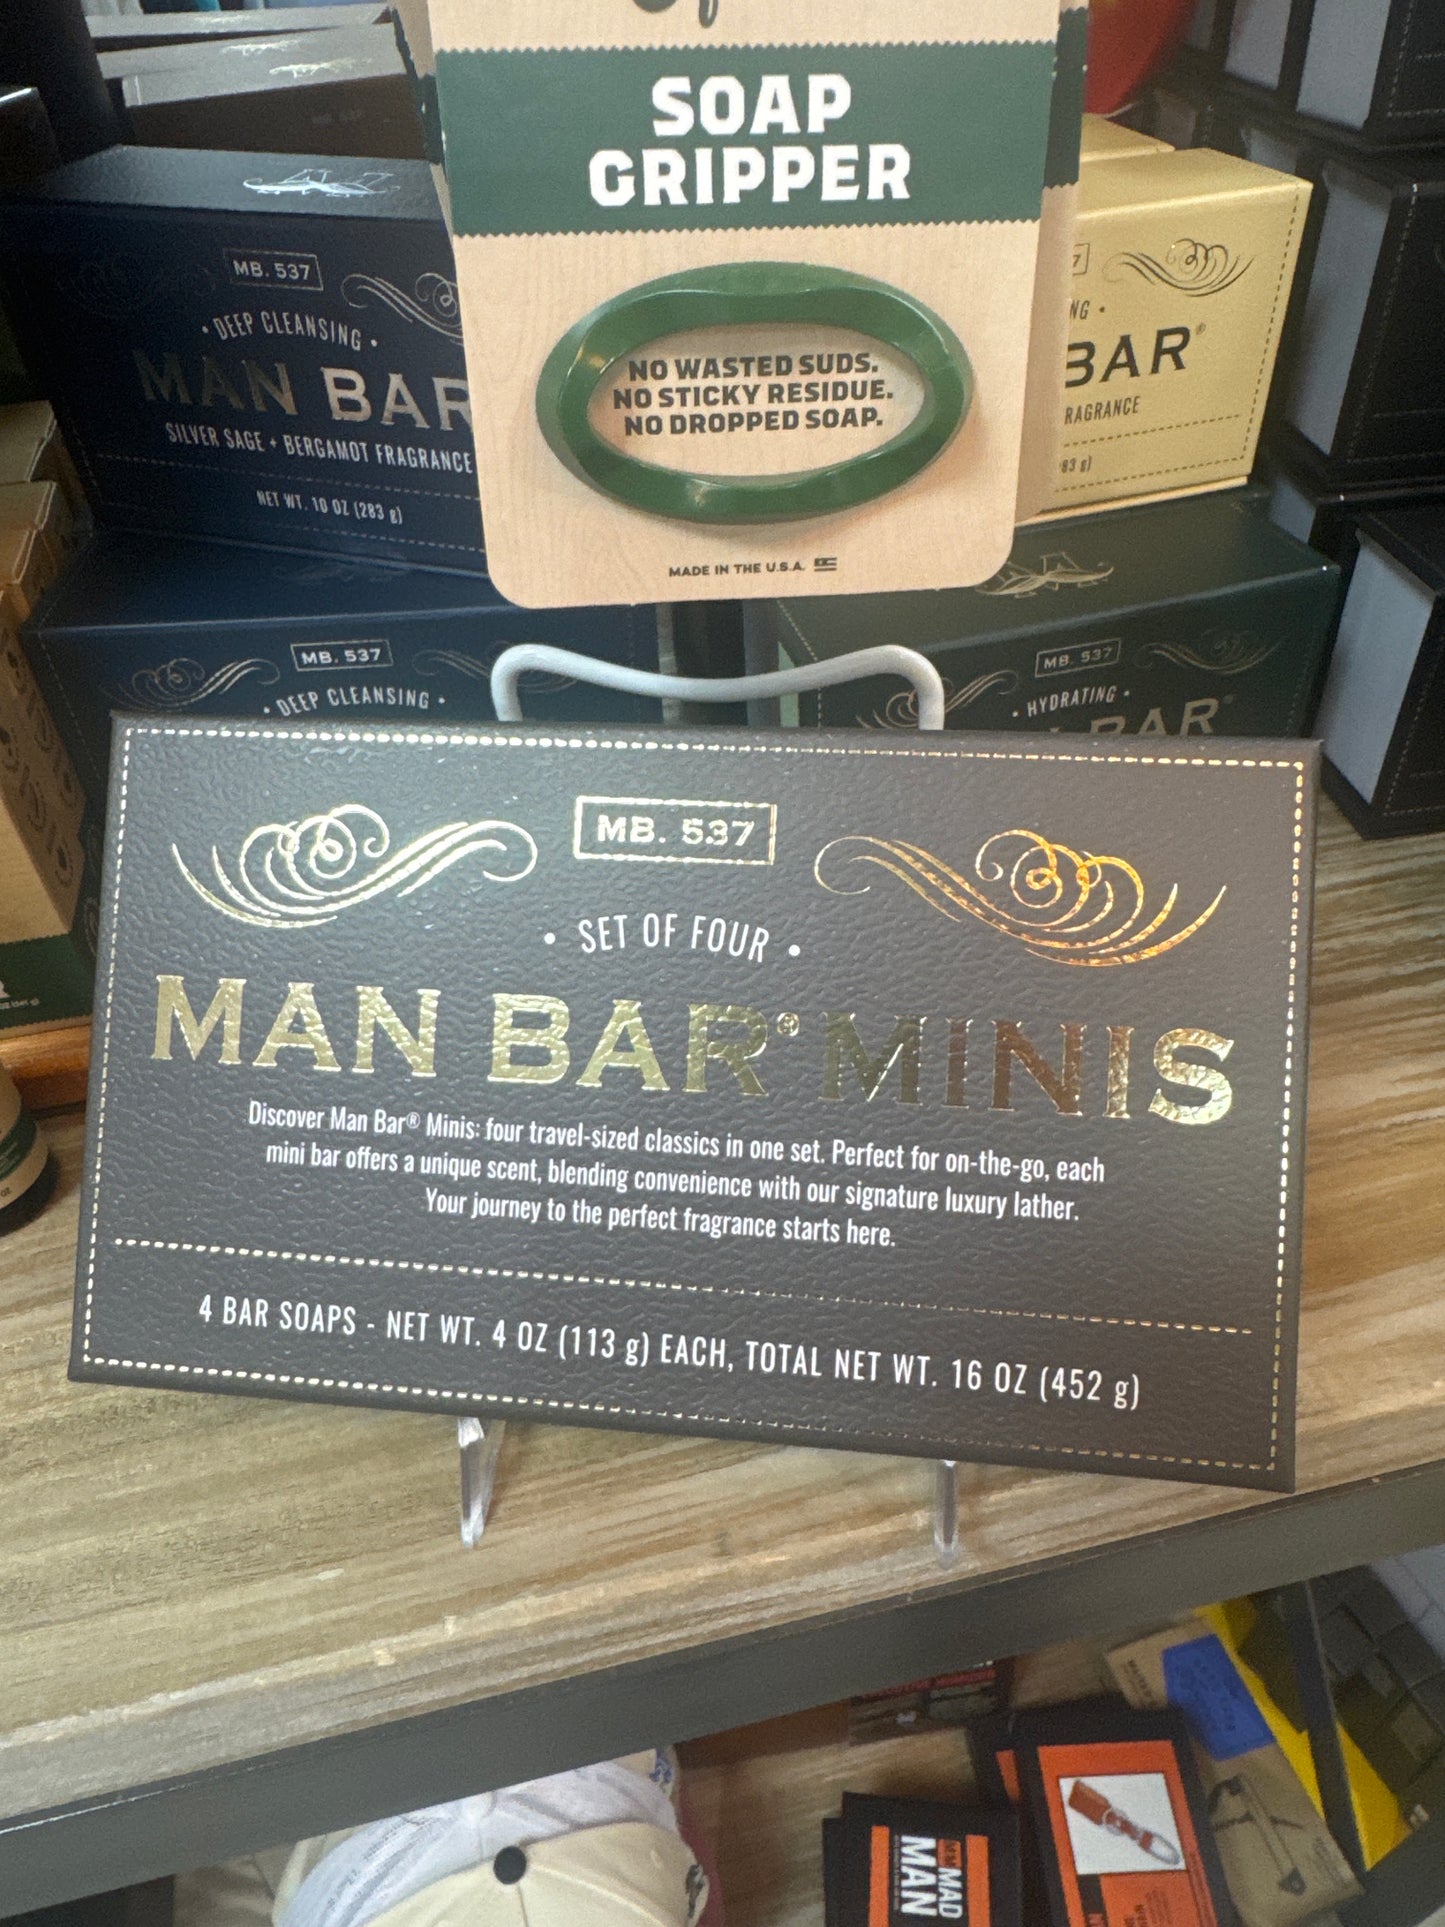 SOAP
GRIPPER
NO WASTED SUDS.
NO STICKY RESIDUE.
NO DROPPED SOAP.
MADE IN THE U.S.A.
MB. 537
• DEEP CLEANSING •
MAN BAR
SILVER SAGE + BERGAMOT FRAGRANCE
NET WT. 10 OZ (283 g)
BAR®
MB. 537
• DEEP CLEANSING •
MB. 537
• HYDRATING •
BAR®
MB. 537
• SET OF FOUR •
MAN BAR® MINIS
Discover Man Bar® Minis: four travel-sized classics in one set. Perfect for on-the-go, each
mini bar offers a unique scent, blending convenience with our signature luxury lather.
Your journey to the perfect fragrance starts here.
4 BAR SOAPS - NET WT. 4 OZ (113 g) EACH, TOTAL NET WT. 16 OZ (452 g)
MAD
MAN